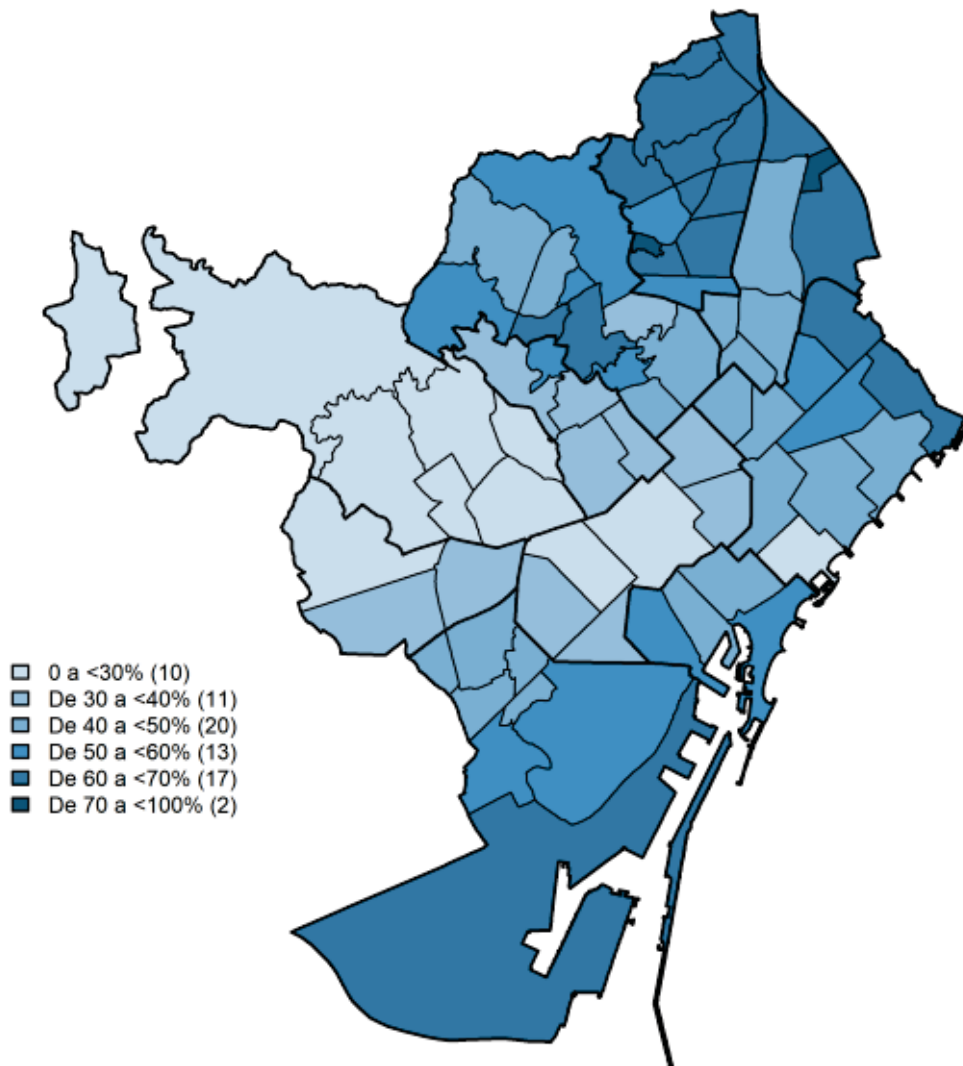 0 a <30% (10)
De 30 a <40% (11)
De 40 a <50% (20)
De 50 a <60% (13)
De 60 a <70% (17)
De 70 a <100% (2)